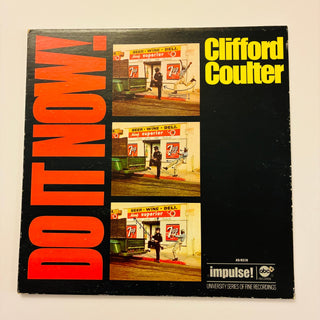 DO IT NOW!
Clifford
Coulter
BEER - WINE - DELI
superior
7up
BEER - WINE - DELI
superior
7up
BEER - WINE - DELI
superior
7up
impulse!
abc
UNIVERSITY SERIES OF FINE RECORDINGS